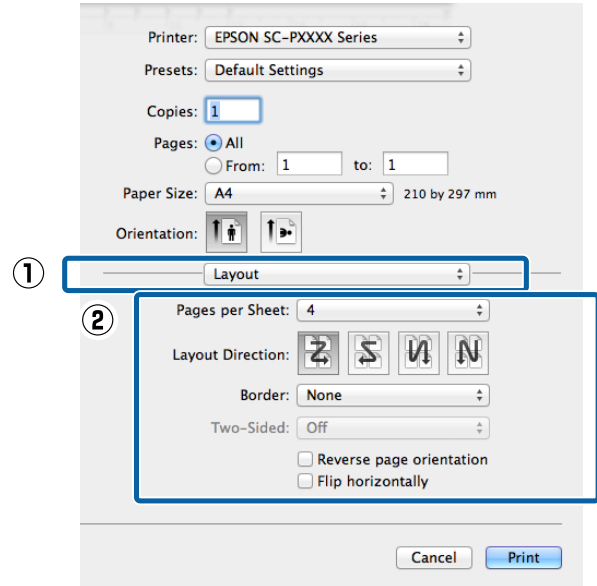 Printer: EPSON SC-PXXXX Series
Presets: Default Settings
Copies: 1
Pages: All
From: 1 to: 1
Paper Size: A4 210 by 297 mm
Orientation:
① Layout
②
Pages per Sheet: 4
Layout Direction:
Border: None
Two-Sided: Off
Reverse page orientation
Flip horizontally
Cancel Print